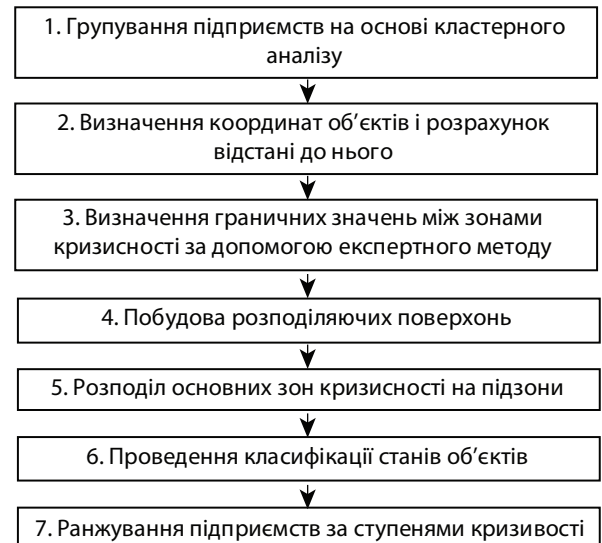 1. Групування підприємств на основі кластерного
аналізу
2. Визначення координат об’єктів і розрахунок
відстані до нього
3. Визначення граничних значень між зонами
кризисності за допомогою експертного методу
4. Побудова розподіляючих поверхонь
5. Розподіл основних зон кризисності на підзони
6. Проведення класифікації станів об’єктів
7. Ранжування підприємств за ступенями кризивості